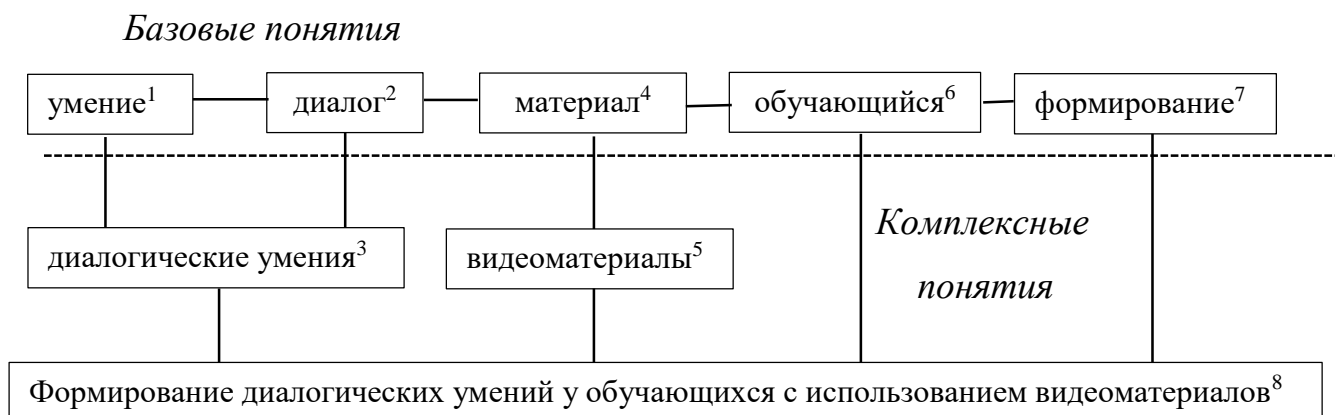 Базовые понятия
умение¹ диалог² материал⁴ обучающийся⁶ формирование⁷
Комплексные
диалогические умения³ видеоматериалы⁵
понятия
Формирование диалогических умений у обучающихся с использованием видеоматериалов⁸